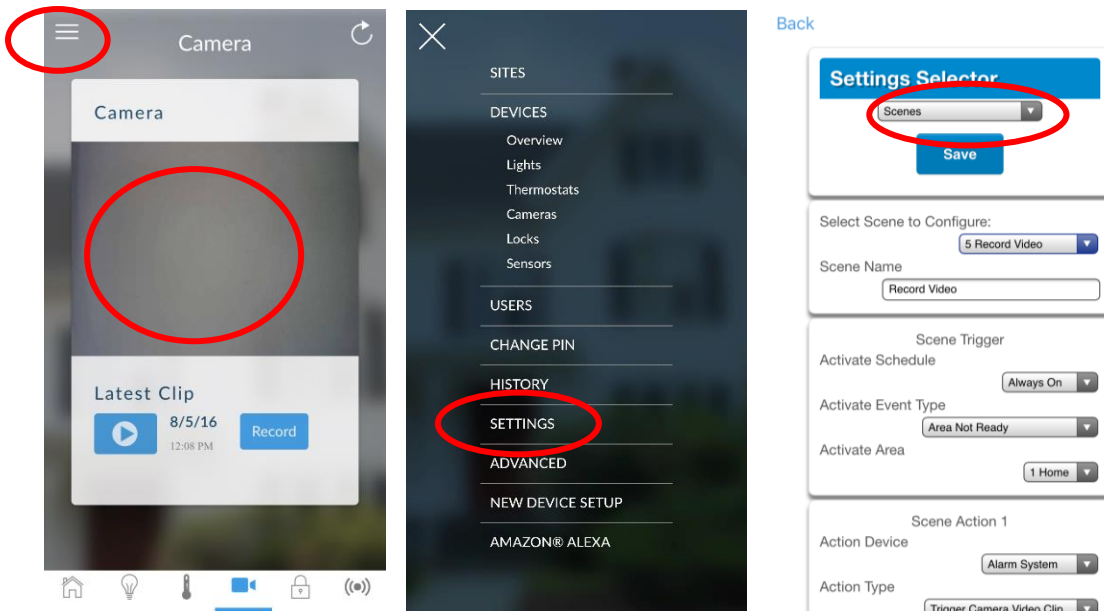 Camera
Camera
Latest Clip
8/5/16
12:08 PM
Record
SITES
DEVICES
Overview
Lights
Thermostats
Cameras
Locks
Sensors
USERS
CHANGE PIN
HISTORY
SETTINGS
ADVANCED
NEW DEVICE SETUP
AMAZON® ALEXA
Back
Settings Selector
Scenes
Save
Select Scene to Configure:
5 Record Video
Scene Name
Record Video
Scene Trigger
Activate Schedule
Always On
Activate Event Type
Area Not Ready
Activate Area
1 Home
Scene Action 1
Action Device
Alarm System
Action Type
Trigger Camera Video Clip